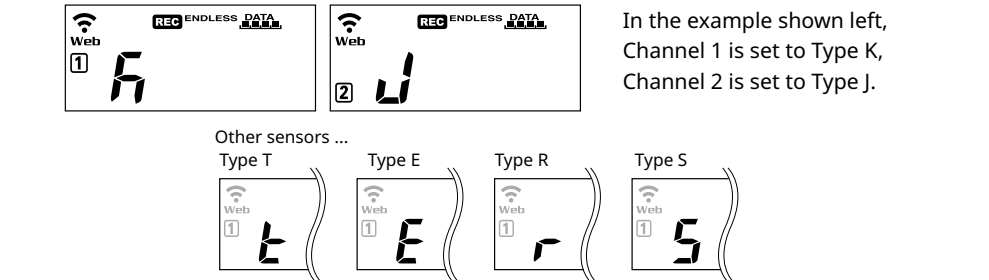 REC ENDLESS DATA
Web
1
K
REC ENDLESS DATA
Web
2
J
In the example shown left,
Channel 1 is set to Type K,
Channel 2 is set to Type J.
Other sensors ...
Type T
Type E
Type R
Type S
Web
1
t
Web
1
E
Web
1
r
Web
1
S